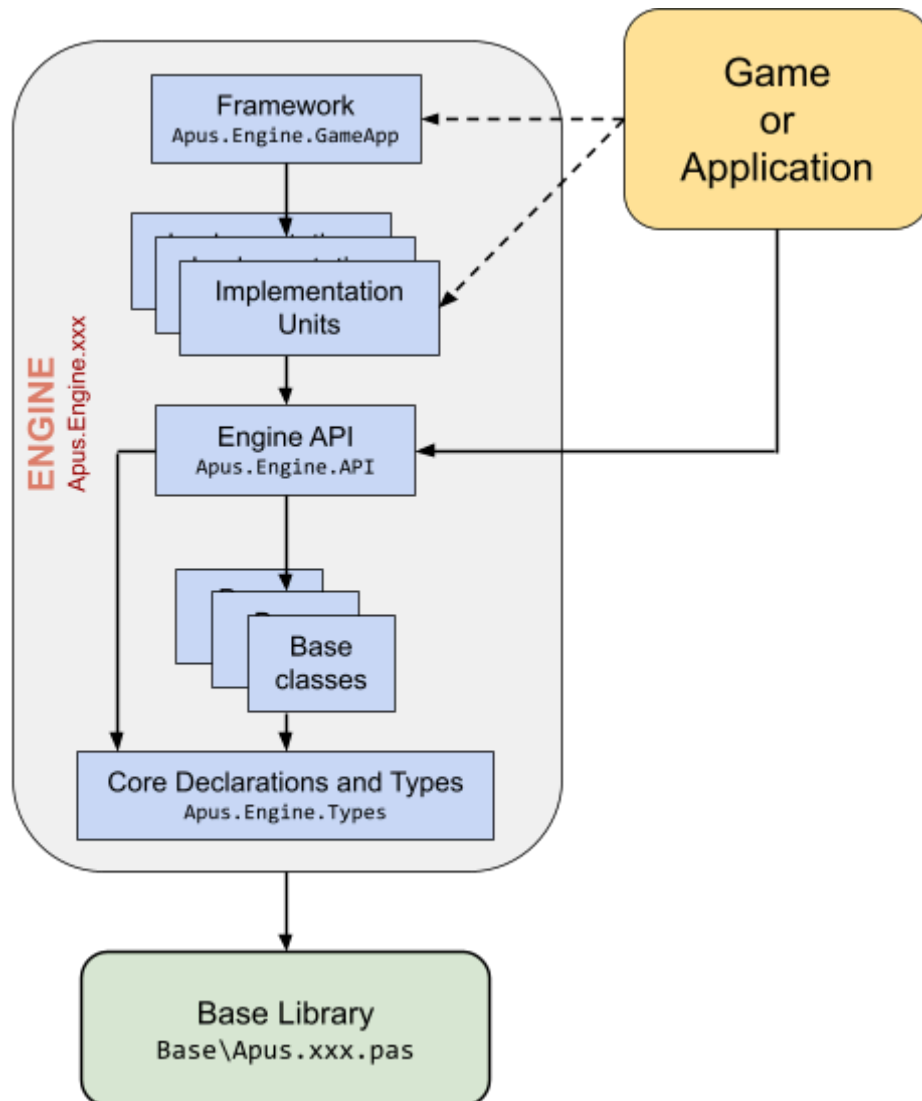 Framework
Apus.Engine.GameApp
Game
or
Application
Implementation
Units
ENGINE
Apus.Engine.xxx
Engine API
Apus.Engine.API
Base
classes
Core Declarations and Types
Apus.Engine.Types
Base Library
Base\Apus.xxx.pas